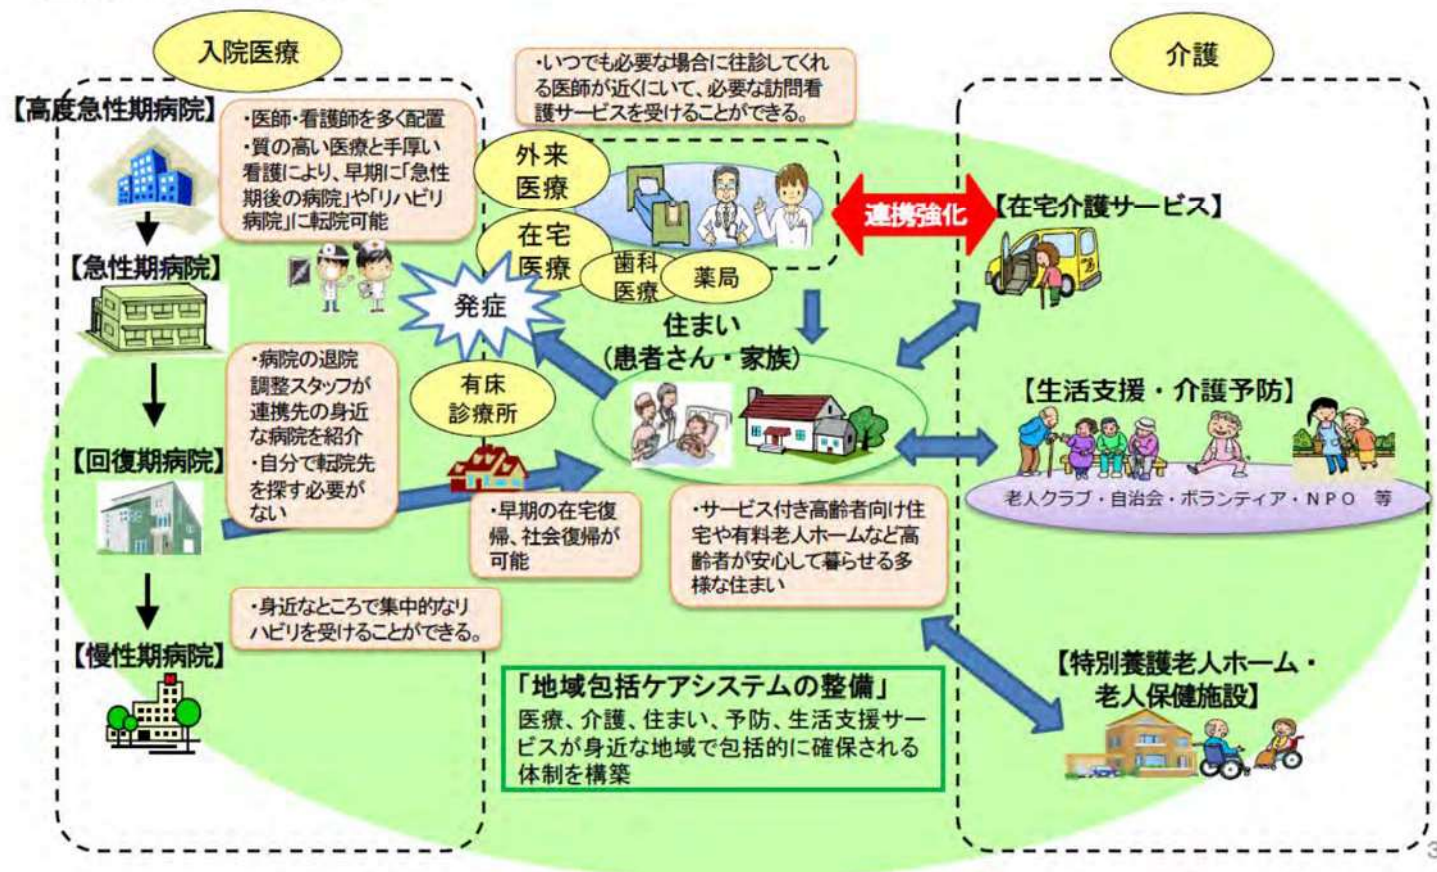 入院医療
介護
【高度急性期病院】
・医師・看護師を多く配置
・質の高い医療と手厚い
看護により、早期に「急性
期後の病院」や「リハビリ
病院」に転院可能
・いつでも必要な場合に往診してくれ
る医師が近くにいて、必要な訪問看
護サービスを受けることができる。
外来
医療
在宅
医療
歯科
医療
薬局
連携強化
【在宅介護サービス】
【急性期病院】
発症
住まい
(患者さん・家族)
・病院の退院
調整スタッフが
連携先の身近
な病院を紹介
・自分で転院先
を探す必要が
ない
有床
診療所
【生活支援・介護予防】
老人クラブ・自治会・ボランティア・NPO 等
【回復期病院】
・早期の在宅復
帰、社会復帰が
可能
・サービス付き高齢者向け住
宅や有料老人ホームなど高
齢者が安心して暮らせる多
様な住まい
・身近なところで集中的なリ
ハビリを受けることができる。
【慢性期病院】
「地域包括ケアシステムの整備」
医療、介護、住まい、予防、生活支援サー
ビスが身近な地域で包括的に確保される
体制を構築
【特別養護老人ホーム・
老人保健施設】
3